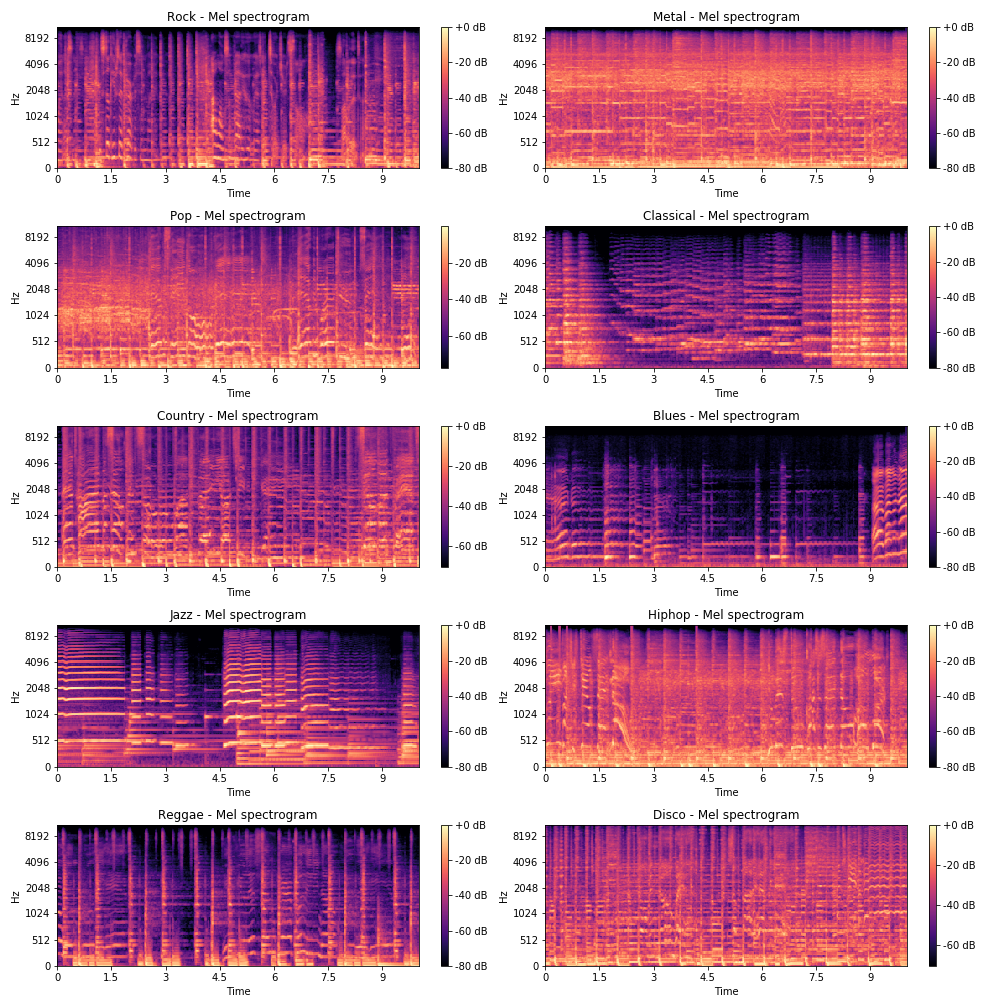 Rock - Mel spectrogram
Hz
8192
4096
2048
1024
512
0
0 1.5 3 4.5 6 7.5 9
Time
+0 dB
-20 dB
-40 dB
-60 dB
-80 dB
Metal - Mel spectrogram
Hz
8192
4096
2048
1024
512
0
0 1.5 3 4.5 6 7.5 9
Time
+0 dB
-20 dB
-40 dB
-60 dB
-80 dB
Pop - Mel spectrogram
Hz
8192
4096
2048
1024
512
0
0 1.5 3 4.5 6 7.5 9
Time
-20 dB
-40 dB
-60 dB
Classical - Mel spectrogram
Hz
8192
4096
2048
1024
512
0
0 1.5 3 4.5 6 7.5 9
Time
+0 dB
-20 dB
-40 dB
-60 dB
-80 dB
Country - Mel spectrogram
Hz
8192
4096
2048
1024
512
0
0 1.5 3 4.5 6 7.5 9
Time
+0 dB
-20 dB
-40 dB
-60 dB
Blues - Mel spectrogram
Hz
8192
4096
2048
1024
512
0
0 1.5 3 4.5 6 7.5 9
Time
+0 dB
-20 dB
-40 dB
-60 dB
-80 dB
Jazz - Mel spectrogram
Hz
8192
4096
2048
1024
512
0
0 1.5 3 4.5 6 7.5 9
Time
+0 dB
-20 dB
-40 dB
-60 dB
-80 dB
Hiphop - Mel spectrogram
Hz
8192
4096
2048
1024
512
0
0 1.5 3 4.5 6 7.5 9
Time
+0 dB
-20 dB
-40 dB
-60 dB
-80 dB
Reggae - Mel spectrogram
Hz
8192
4096
2048
1024
512
0
0 1.5 3 4.5 6 7.5 9
Time
+0 dB
-20 dB
-40 dB
-60 dB
-80 dB
Disco - Mel spectrogram
Hz
8192
4096
2048
1024
512
0
0 1.5 3 4.5 6 7.5 9
Time
+0 dB
-20 dB
-40 dB
-60 dB